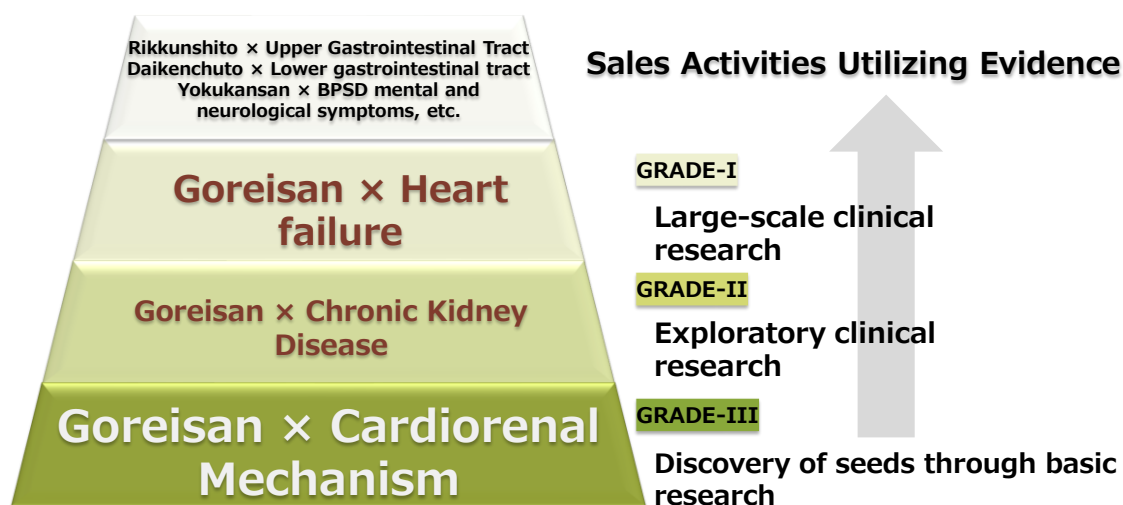 Rikkunshito × Upper Gastrointestinal Tract
Daikenchuto × Lower gastrointestinal tract
Yokukansan × BPSD mental and
neurological symptoms, etc.
Sales Activities Utilizing Evidence
Goreisan × Heart
failure
GRADE-I
Large-scale clinical
research
Goreisan × Chronic Kidney
Disease
GRADE-II
Exploratory clinical
research
Goreisan × Cardiorenal
Mechanism
GRADE-III
Discovery of seeds through basic
research